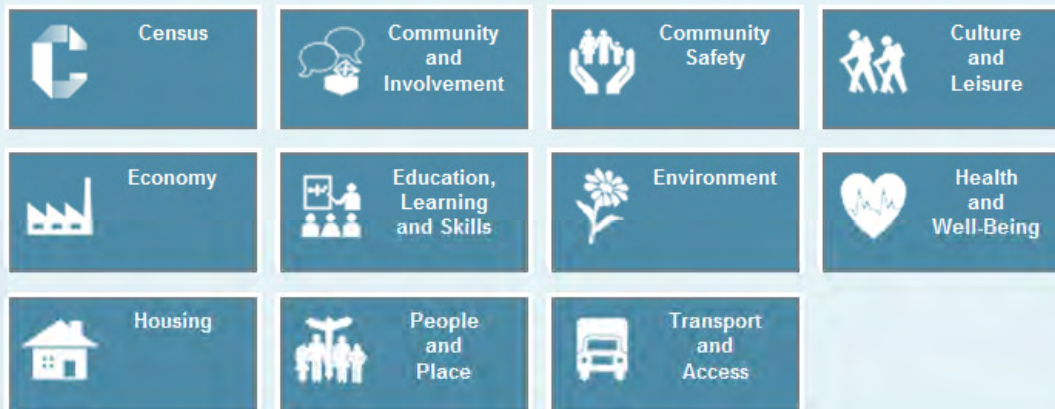 Census
Community
and
Involvement
Community
Safety
Culture
and
Leisure
Economy
Education,
Learning
and Skills
Environment
Health
and
Well-Being
Housing
People
and
Place
Transport
and
Access